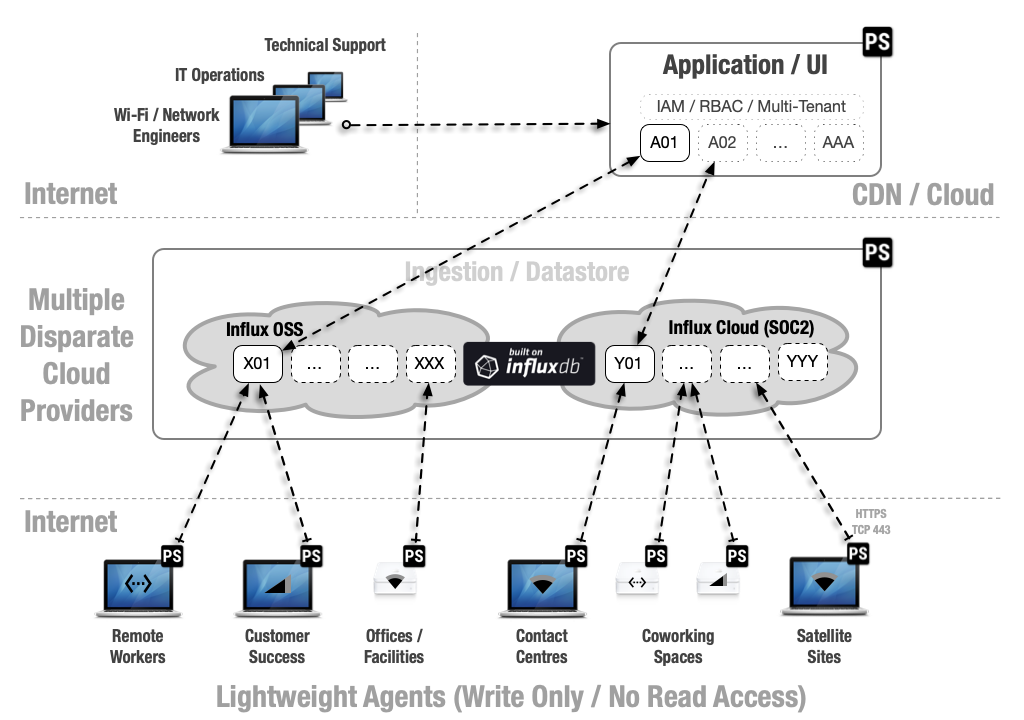 Technical Support
IT Operations
Wi-Fi / Network
Engineers
PS
Application / UI
IAM / RBAC / Multi-Tenant
A01
A02
...
AAA
Internet
CDN / Cloud
PS
Ingestion / Datastore
Multiple
Disparate
Cloud
Providers
Influx OSS
X01
...
...
XXX
built on
influxdb™
Influx Cloud (SOC2)
Y01
...
...
YYY
Internet
HTTPS
TCP 443
PS
PS
PS
PS
PS
PS
PS
Remote
Workers
Customer
Success
Offices /
Facilities
Contact
Centres
Coworking
Spaces
Satellite
Sites
Lightweight Agents (Write Only / No Read Access)